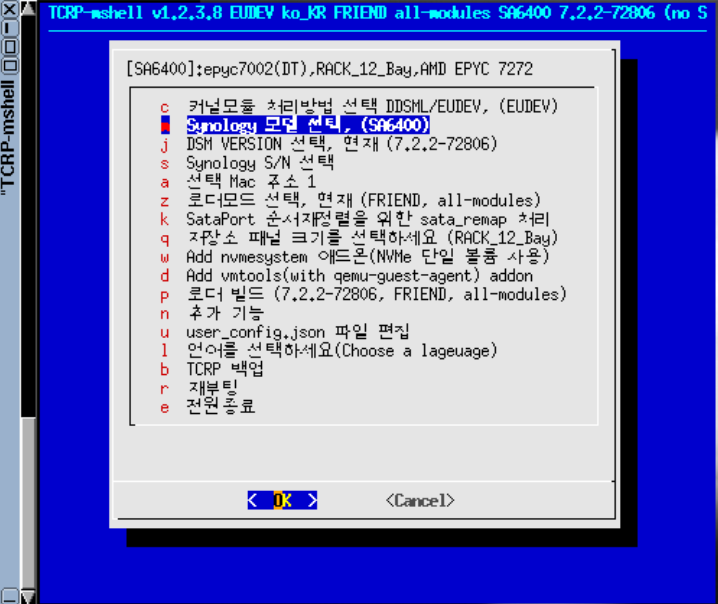 TCRP-mshell v1.2.3.8 EUDEV ko_KR FRIEND all-modules SA6400 7.2.2-72806 (no S
"TCRP-mshell
[SA6400]:epyc7002(DT),RACK_12_Bay,AMD EPYC 7272
c 커널모듈 처리방법 선택 DDSML/EUDEV, (EUDEV)
m Synology 모델 선택, (SA6400)
j DSM VERSION 선택, 현재 (7.2.2-72806)
s Synology S/N 선택
a 선택 Mac 주소 1
z 로더모드 선택, 현재 (FRIEND, all-modules)
k SataPort 순서재정렬을 위한 sata_remap 처리
q 저장소 패널 크기를 선택하세요 (RACK_12_Bay)
w Add nvmesystem 애드온(NVMe 단일 볼륨 사용)
d Add vmtools(with qemu-guest-agent) addon
p 로더 빌드 (7.2.2-72806, FRIEND, all-modules)
n 추가 기능
u user_config.json 파일 편집
l 언어를 선택하세요(Choose a lageuage)
b TCRP 백업
r 재부팅
e 전원종료
< OK > <Cancel>